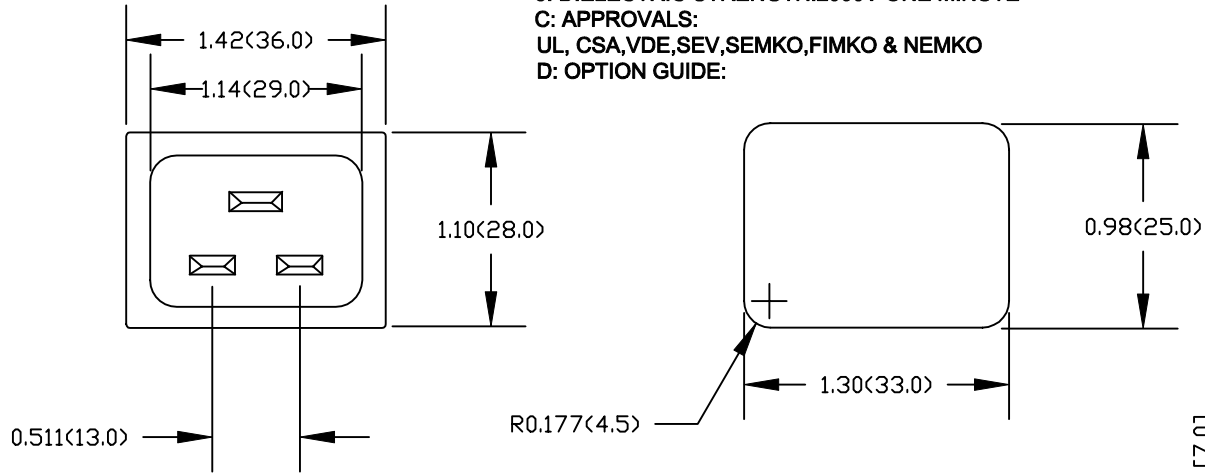 C: APPROVALS:
UL, CSA,VDE,SEV,SEMKO,FIMKO & NEMKO
D: OPTION GUIDE:
1.42(36.0)
1.14(29.0)
1.10(28.0)
0.511(13.0)
0.98(25.0)
1.30(33.0)
R0.177(4.5)